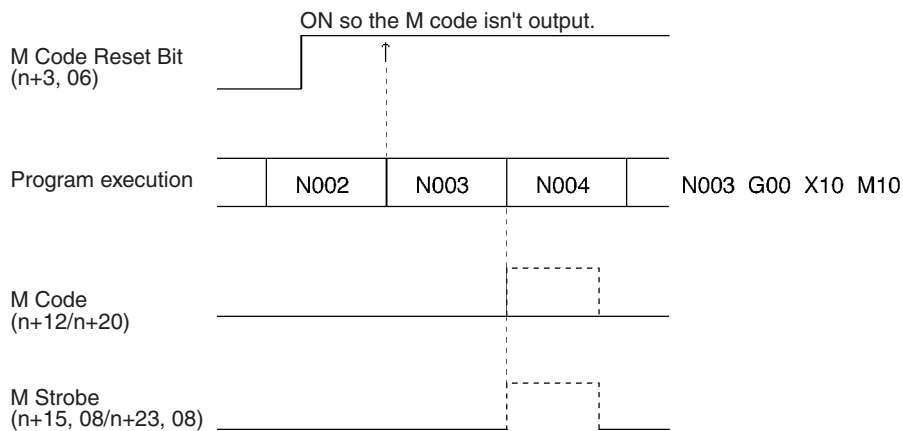 ON so the M code isn't output.
M Code Reset Bit
(n+3, 06)
Program execution
N002 N003 N004 N003 G00 X10 M10
M Code
(n+12/n+20)
M Strobe
(n+15, 08/n+23, 08)